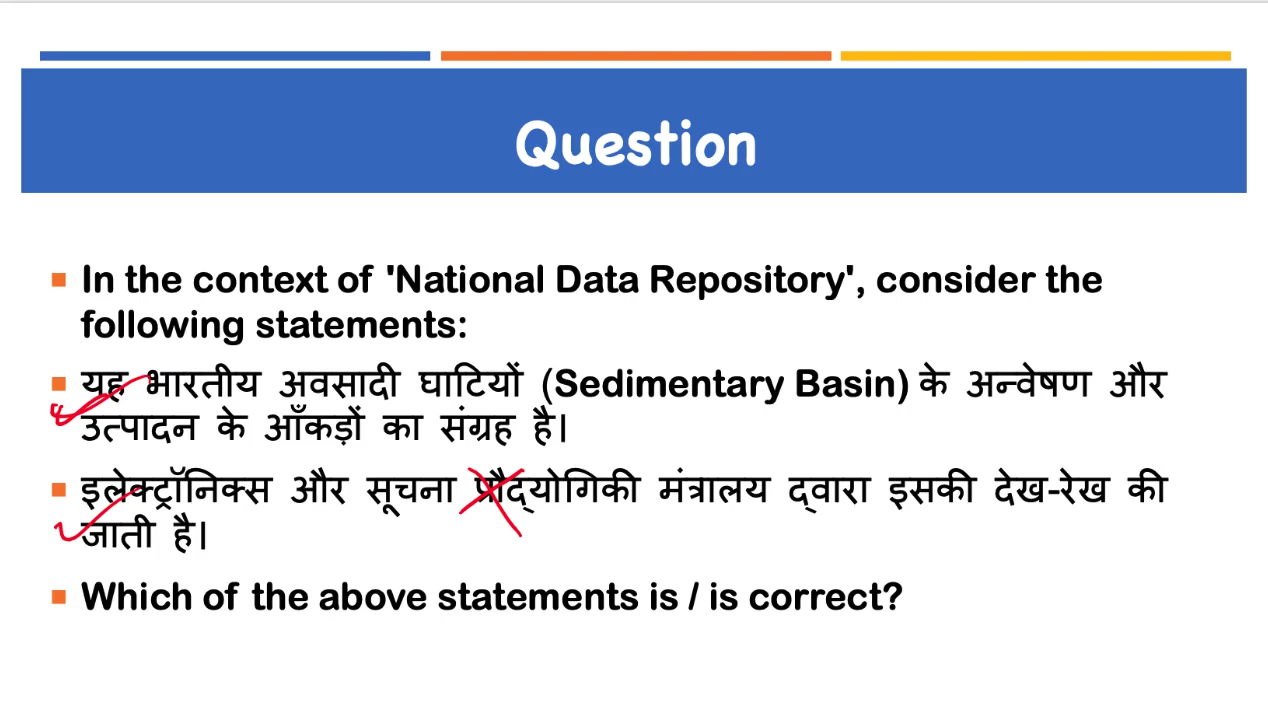 Question
In the context of 'National Data Repository', consider the
following statements:
यह भारतीय अवसादी घाटियों (Sedimentary Basin) के अन्वेषण और
उत्पादन के आँकड़ों का संग्रह है।
इलेक्ट्रॉनिक्स और सूचना प्रौद्योगिकी मंत्रालय द्वारा इसकी देख-रेख की
जाती है।
Which of the above statements is / is correct?